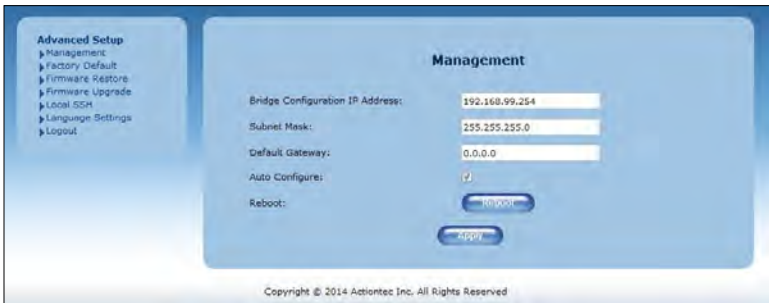 Advanced Setup
Management
Factory Default
Firmware Restore
Firmware Upgrade
Local SSH
Language Settings
Logout
Management
Bridge Configuration IP Address: 192.168.99.254
Subnet Mask: 255.255.255.0
Default Gateway: 0.0.0.0
Auto Configure:
Reboot: Reboot
Apply
Copyright © 2014 Actiontec Inc. All Rights Reserved